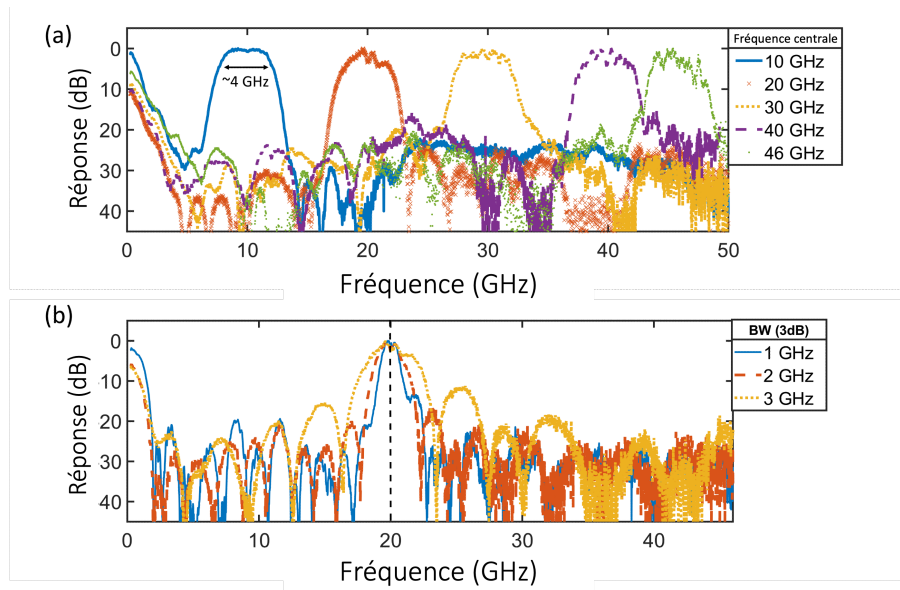 (a)
Réponse (dB)
0
10
20
30
40
~4 GHz
0
10
20
30
40
50
Fréquence (GHz)
Fréquence centrale
10 GHz
20 GHz
30 GHz
40 GHz
46 GHz
(b)
Réponse (dB)
0
10
20
30
40
0
10
20
30
40
Fréquence (GHz)
BW (3dB)
1 GHz
2 GHz
3 GHz